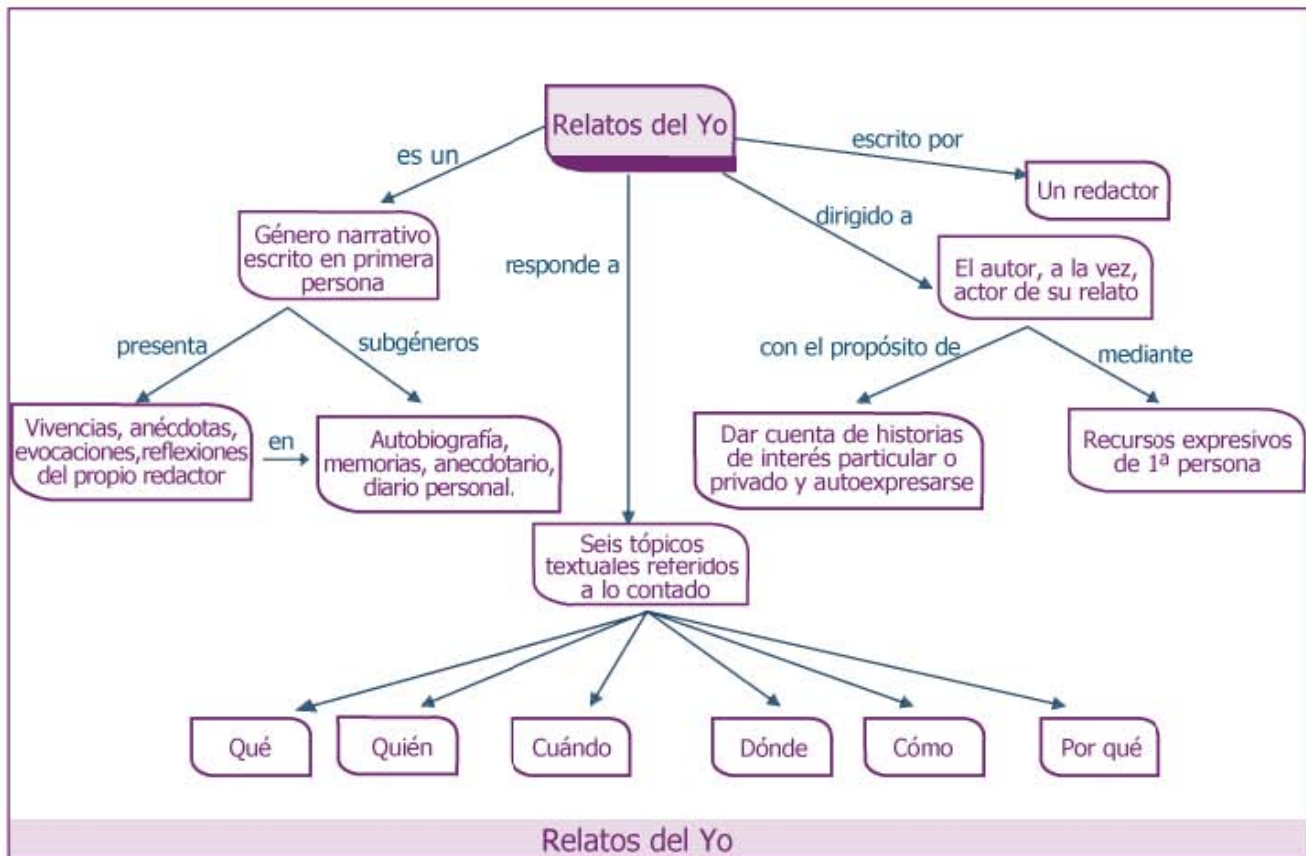 Relatos del Yo
es un
escrito por
Un redactor
dirigido a
Género narrativo
escrito en primera
persona
responde a
El autor, a la vez,
actor de su relato
presenta
subgéneros
con el propósito de
mediante
Vivencias, anécdotas,
evocaciones,reflexiones
del propio redactor
en
Autobiografía,
memorias, anecdotario,
diario personal.
Dar cuenta de historias
de interés particular o
privado y autoexpresarse
Recursos expresivos
de 1ª persona
Seis tópicos
textuales referidos
a lo contado
Qué
Quién
Cuándo
Dónde
Cómo
Por qué
Relatos del Yo